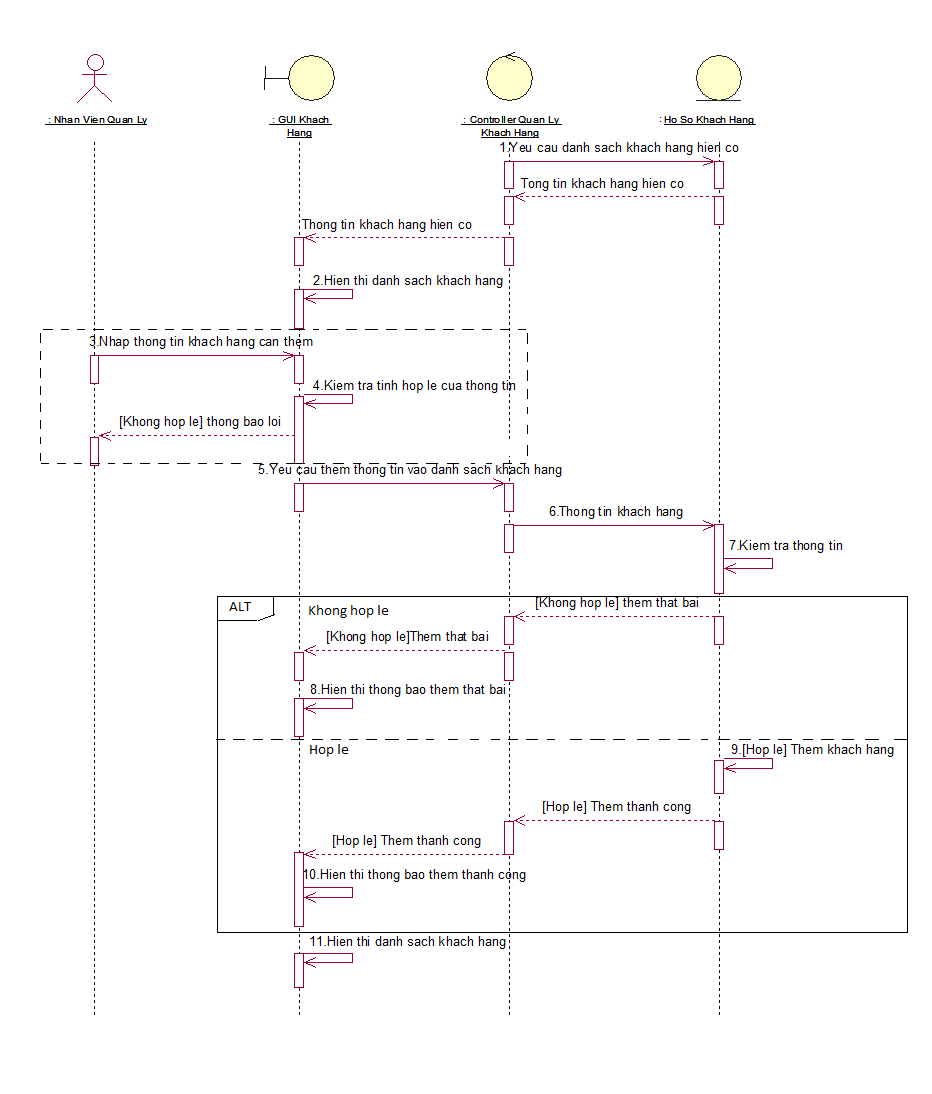 : Nhan Vien Quan Ly
: GUI Khach
Hang
: Controller Quan Ly
Khach Hang
: Ho So Khach Hang
1.Yeu cau danh sach khach hang hien co
Tong tin khach hang hien co
Thong tin khach hang hien co
2.Hien thi danh sach khach hang
3.Nhap thong tin khach hang can them
4.Kiem tra tinh hop le cua thong tin
[Khong hop le] thong bao loi
5.Yeu cau them thong tin vao danh sach khach hang
6.Thong tin khach hang
7.Kiem tra thong tin
ALT
Khong hop le
[Khong hop le] them that bai
[Khong hop le]Them that bai
8.Hien thi thong bao them that bai
Hop le
9.[Hop le] Them khach hang
[Hop le] Them thanh cong
[Hop le] Them thanh cong
10.Hien thi thong bao them thanh cong
11.Hien thi danh sach khach hang